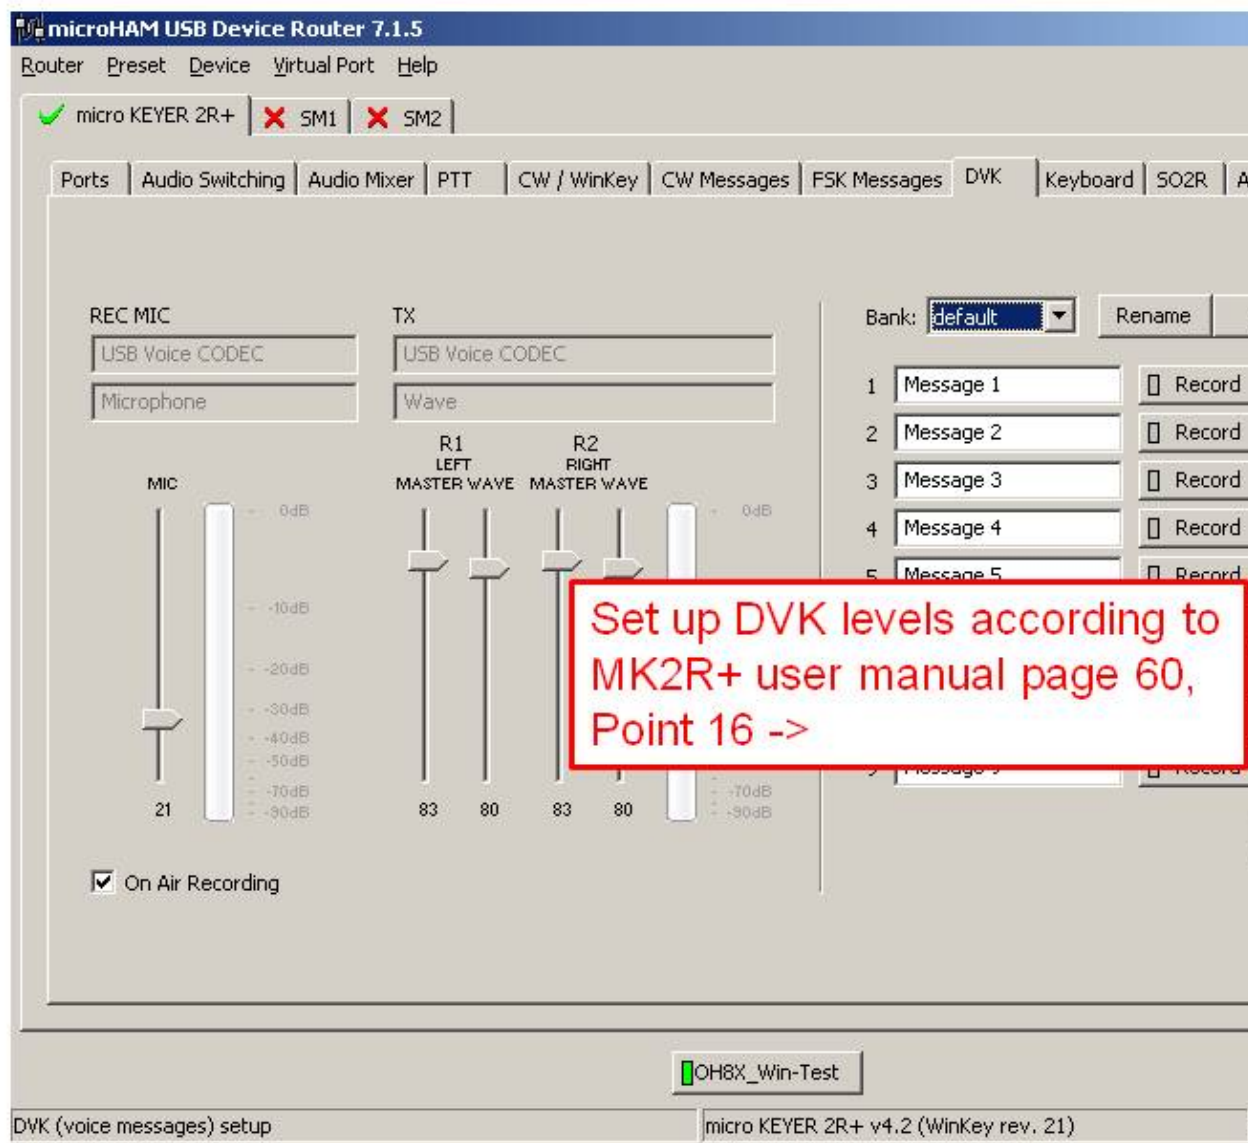 microHAM USB Device Router 7.1.5
Router Preset Device Virtual Port Help
micro KEYER 2R+ SM1 SM2
Ports Audio Switching Audio Mixer PTT CW / WinKey CW Messages FSK Messages DVK Keyboard SO2R A
REC MIC TX
USB Voice CODEC USB Voice CODEC
Microphone Wave
R1 R2
LEFT RIGHT
MIC MASTER WAVE MASTER WAVE
0dB 0dB
-10dB
-20dB
-30dB
-40dB
-50dB
-70dB -70dB
-90dB -90dB
21 83 80 83 80
On Air Recording
Bank: default Rename
1 Message 1 Record
2 Message 2 Record
3 Message 3 Record
4 Message 4 Record
5 Message 5 Record
Set up DVK levels according to
MK2R+ user manual page 60,
Point 16 ->
OH8X_Win-Test
DVK (voice messages) setup micro KEYER 2R+ v4.2 (WinKey rev. 21)